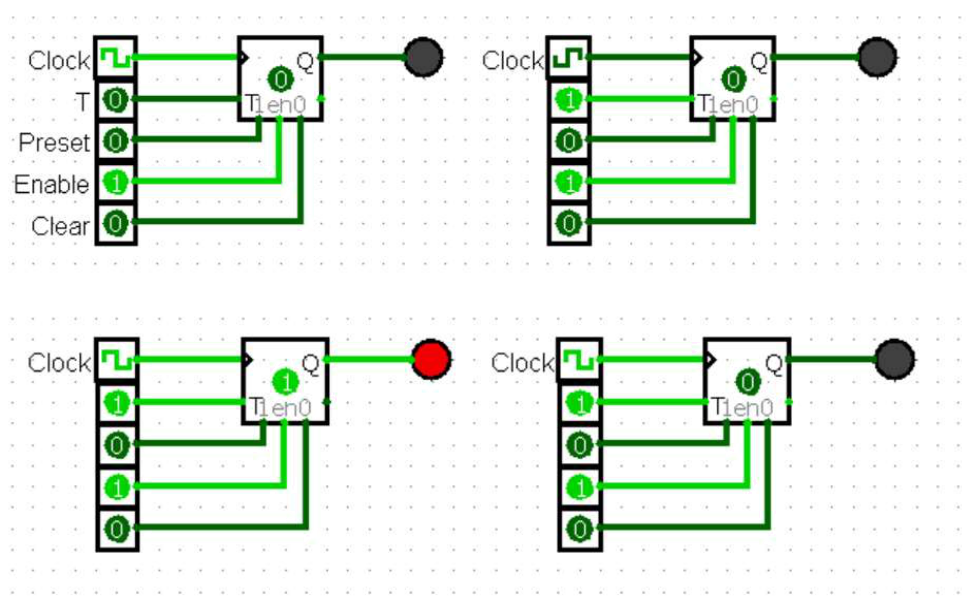 Clock Q
0
T 0 T1en0
Preset 0
Enable 1
Clear 0
Clock Q
0
1 T1en0
0
1
0
Clock Q
1
1 T1en0
0
1
0
Clock Q
0
1 T1en0
0
1
0